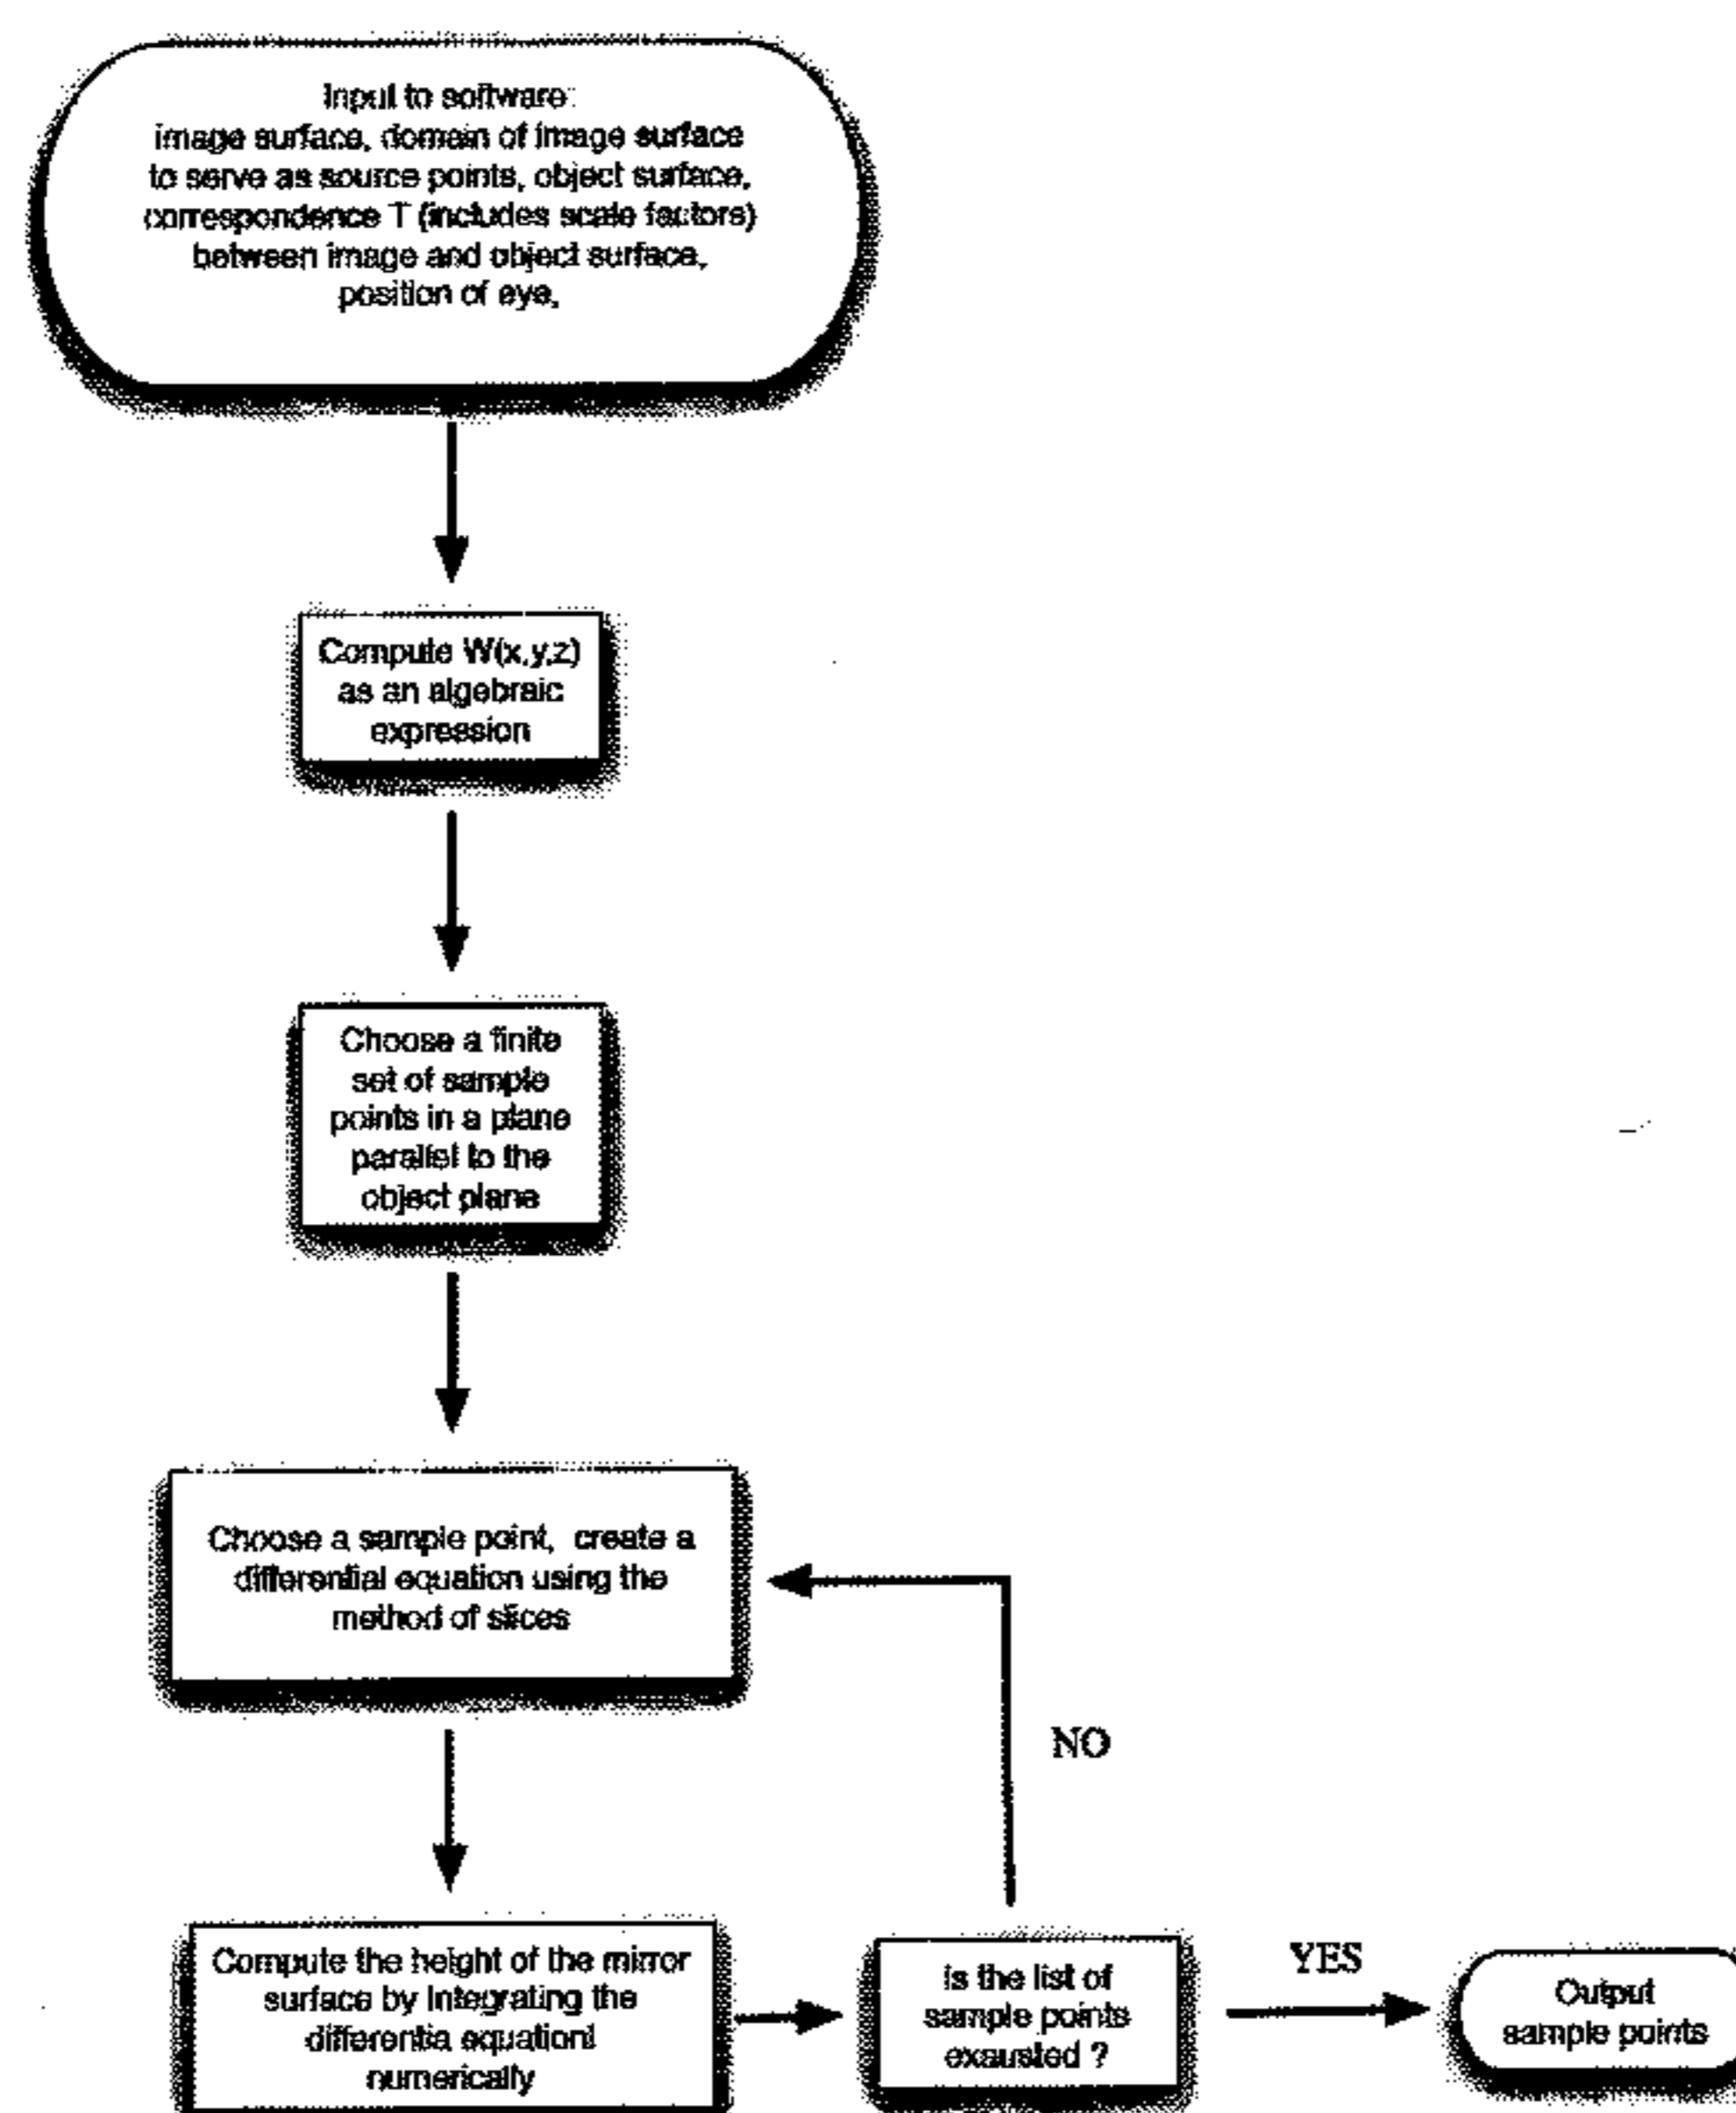 Input to software:
image surface, domain of image surface
to serve as source points, object surface,
correspondence T (includes scale factors)
between image and object surface,
position of eye,
Compute W(x,y,z)
as an algebraic
expression
Choose a finite
set of sample
points in a plane
parallel to the
object plane
Choose a sample point, create a
differential equation using the
method of slices
NO
Compute the height of the mirror
surface by integrating the
differentia equationl
numerically
is the list of
sample points
exausted ?
YES
Output
sample points